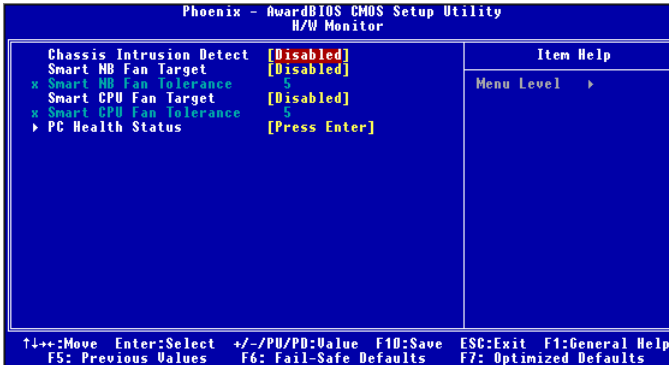 Phoenix - AwardBIOS CMOS Setup Utility
H/W Monitor
Chassis Intrusion Detect [Disabled]
Smart NB Fan Target [Disabled]
x Smart NB Fan Tolerance 5
Smart CPU Fan Target [Disabled]
x Smart CPU Fan Tolerance 5
▸ PC Health Status [Press Enter]
Item Help
Menu Level ▸
↑↓→←:Move Enter:Select +/-/PU/PD:Value F10:Save ESC:Exit F1:General Help
F5: Previous Values F6: Fail-Safe Defaults F7: Optimized Defaults